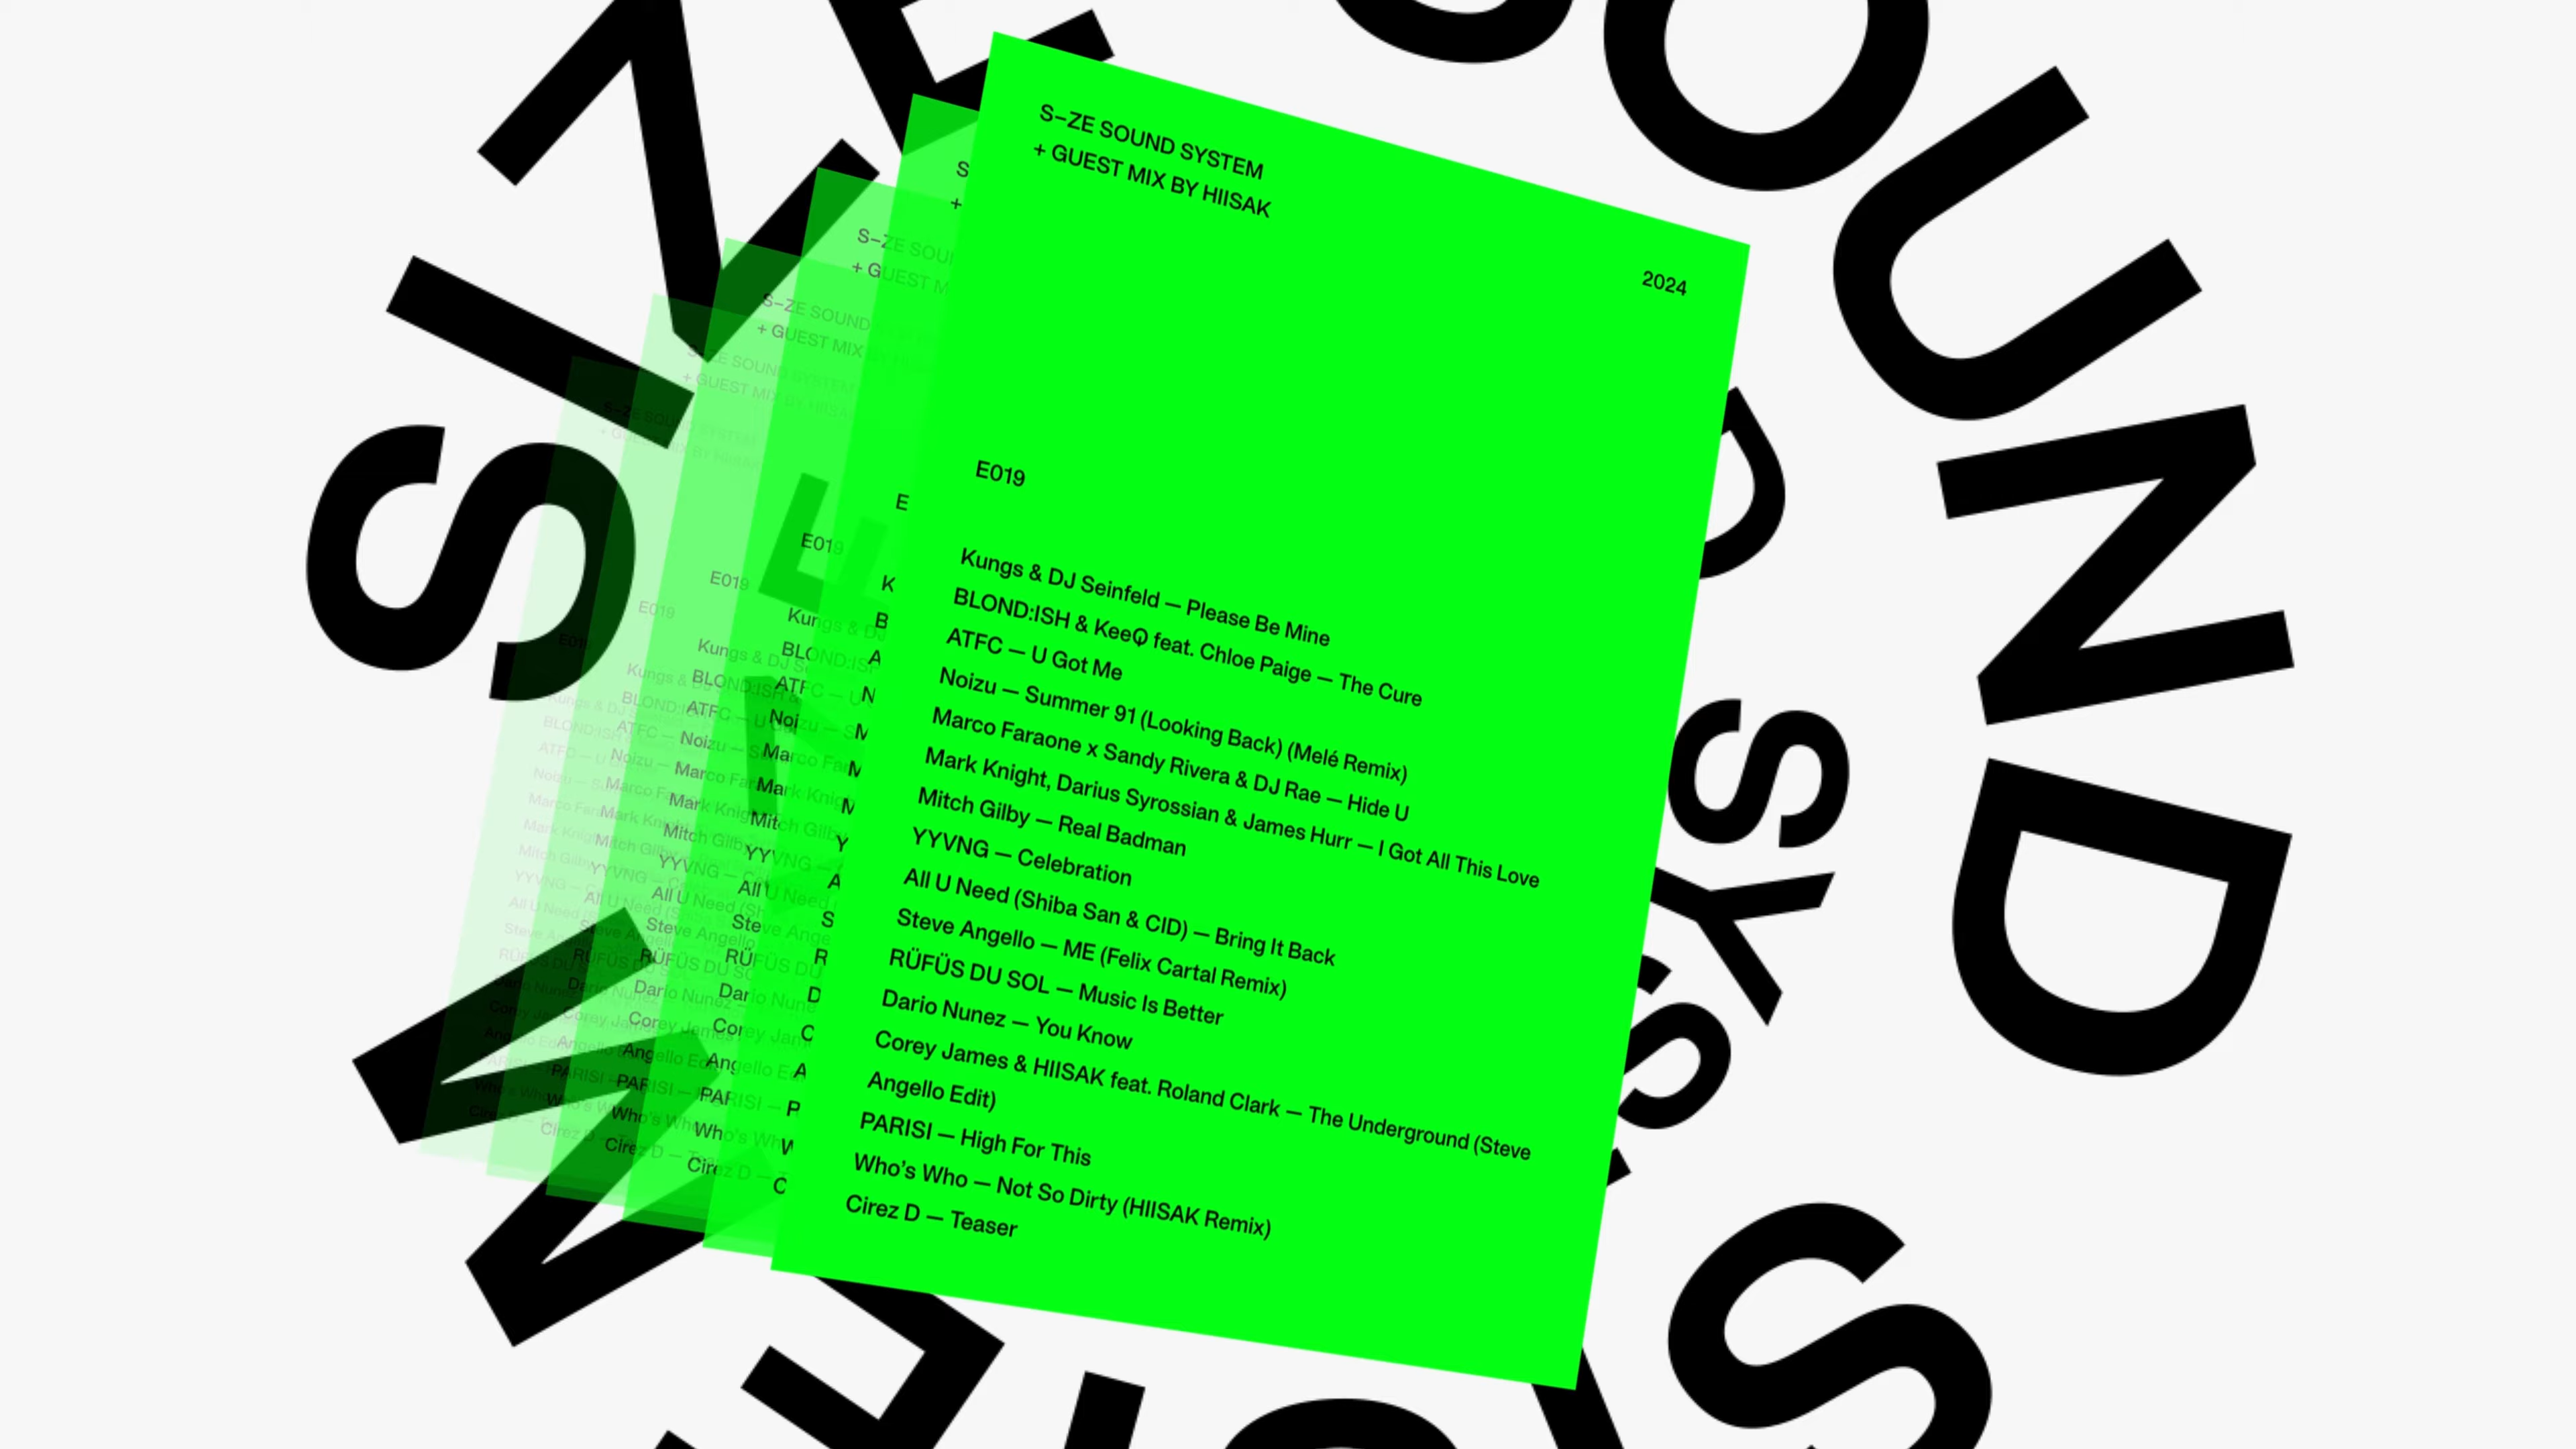 SIZE SOUND SYSTEM
S–ZE SOUND SYSTEM
+ GUEST MIX BY HIISAK
2024
E019
Kungs & DJ Seinfeld — Please Be Mine
BLOND:ISH & KeeQ feat. Chloe Paige — The Cure
ATFC — U Got Me
Noizu — Summer 91 (Looking Back) (Melé Remix)
Marco Faraone x Sandy Rivera & DJ Rae — Hide U
Mark Knight, Darius Syrossian & James Hurr — I Got All This Love
Mitch Gilby — Real Badman
YYVNG — Celebration
All U Need (Shiba San & CID) — Bring It Back
Steve Angello — ME (Felix Cartal Remix)
RÜFÜS DU SOL — Music Is Better
Dario Nunez — You Know
Corey James & HIISAK feat. Roland Clark — The Underground (Steve
Angello Edit)
PARISI — High For This
Who's Who — Not So Dirty (HIISAK Remix)
Cirez D — Teaser